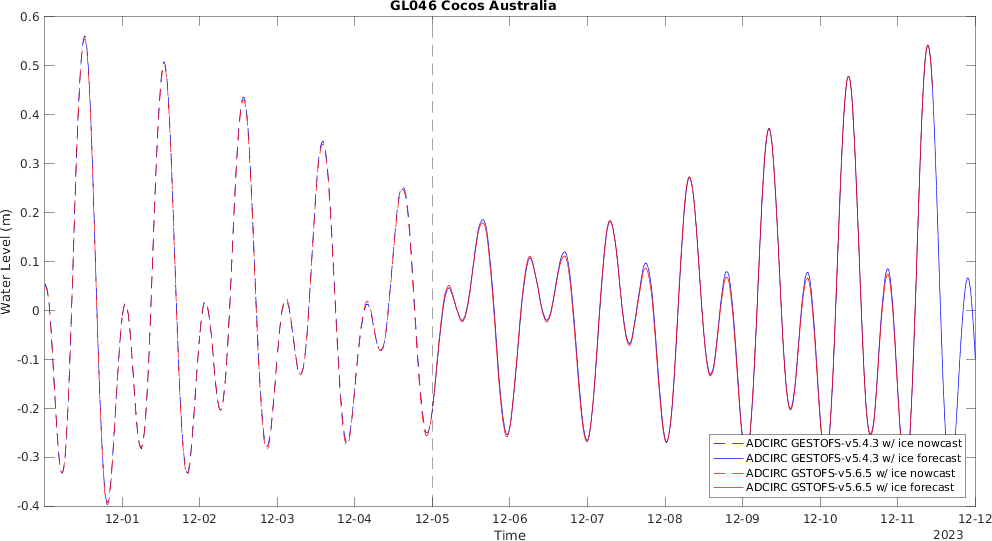 GL046 Cocos Australia
0.6
0.5
0.4
0.3
0.2
0.1
0
-0.1
-0.2
-0.3
-0.4
Water Level (m)
ADCIRC GESTOFS-v5.4.3 w/ ice nowcast
ADCIRC GESTOFS-v5.4.3 w/ ice forecast
ADCIRC GSTOFS-v5.6.5 w/ ice nowcast
ADCIRC GSTOFS-v5.6.5 w/ ice forecast
12-01 12-02 12-03 12-04 12-05 12-06 12-07 12-08 12-09 12-10 12-11 12-12
Time
2023